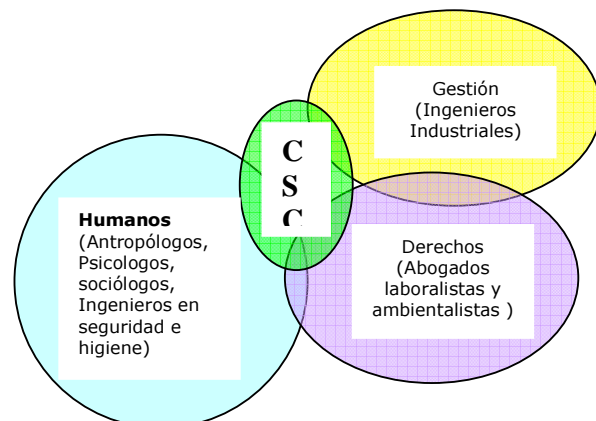 Gestión
(Ingenieros
Industriales)
C
S
C
Humanos
(Antropólogos,
Psicologos,
sociólogos,
Ingenieros en
seguridad e
higiene)
Derechos
(Abogados
laboralistas y
ambientalistas )